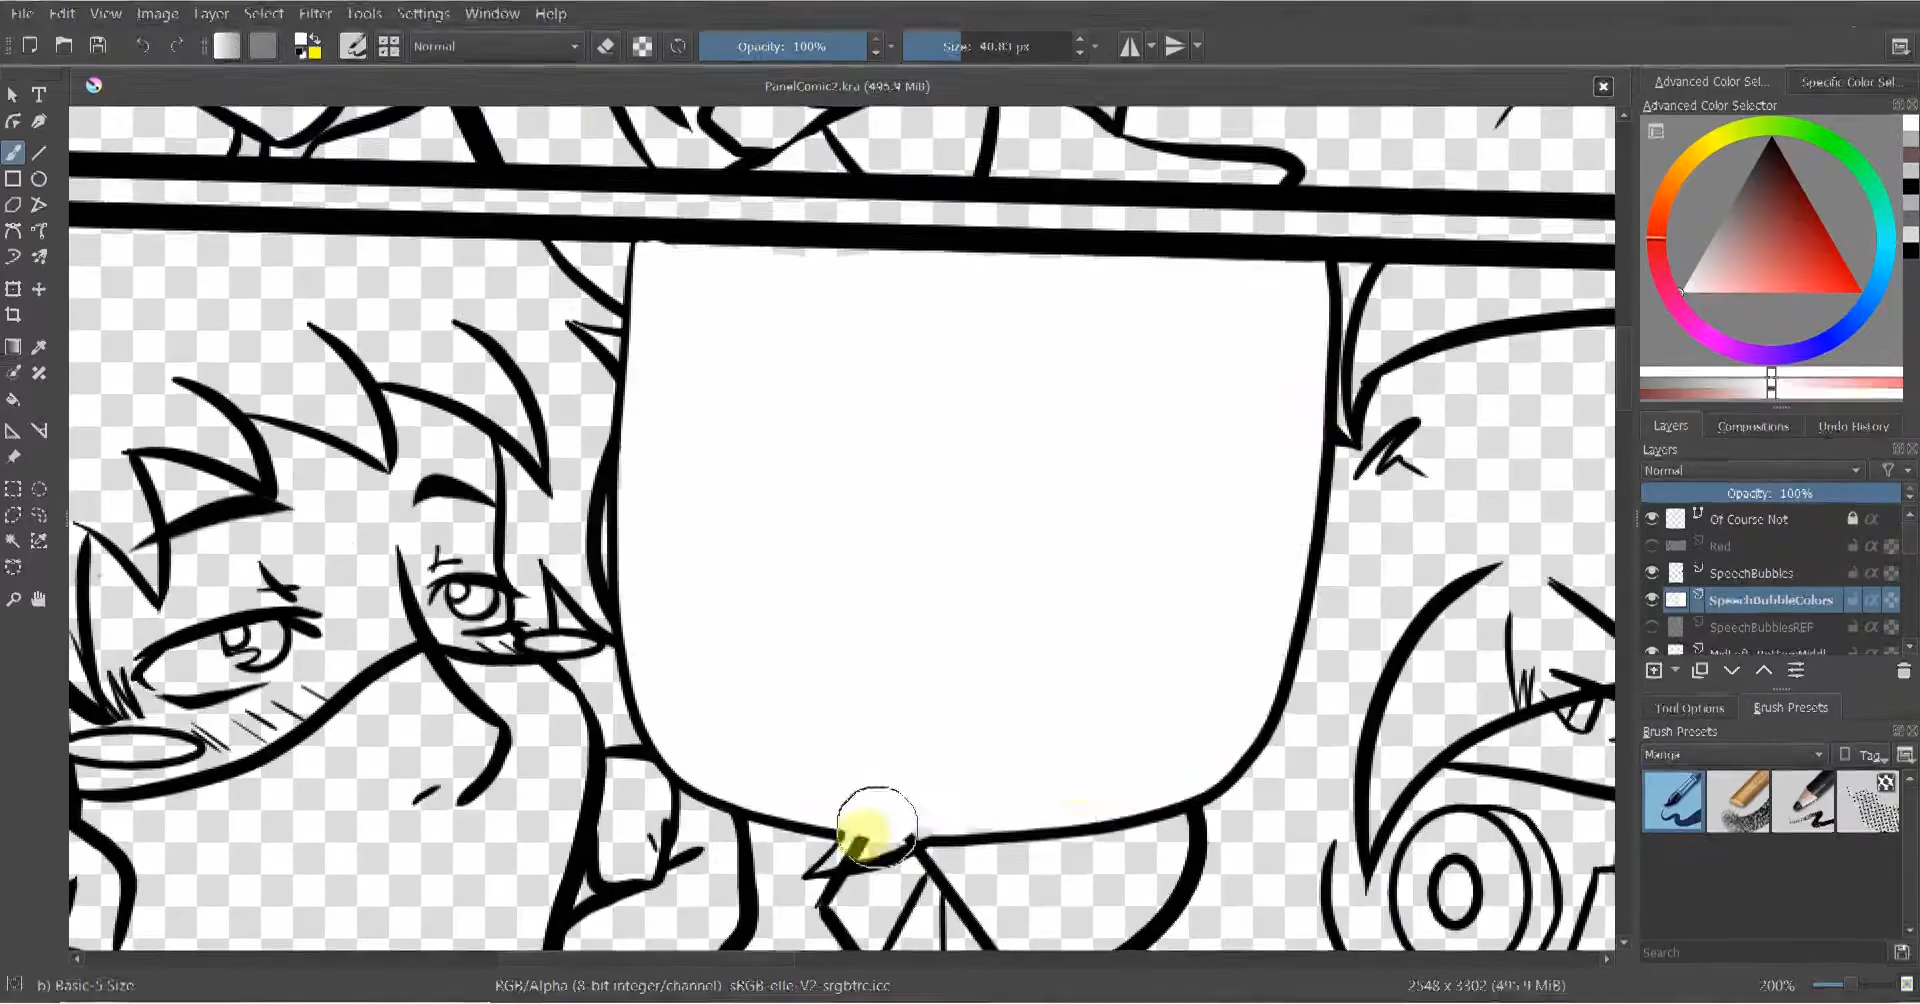 File Edit View Image Layer Select Filter Tools Settings Window Help
Normal Opacity: 100% Size: 40.83 px
PanelComic2.kra (495.9 MiB)
Advanced Color Sel... Specific Color Sel...
Advanced Color Selector
Layers Compositions Undo History
Layers
Normal
Opacity: 100%
Of Course Not
Red
SpeechBubbles
SpeechBubbleColors
SpeechBubblesREF
Tool Options Brush Presets
Brush Presets
Manga Tag
Search
b) Basic-5 Size RGB/Alpha (8-bit integer/channel) sRGB-elle-V2-srgbtrc.icc 2548 x 3302 (495.9 MiB) 200%